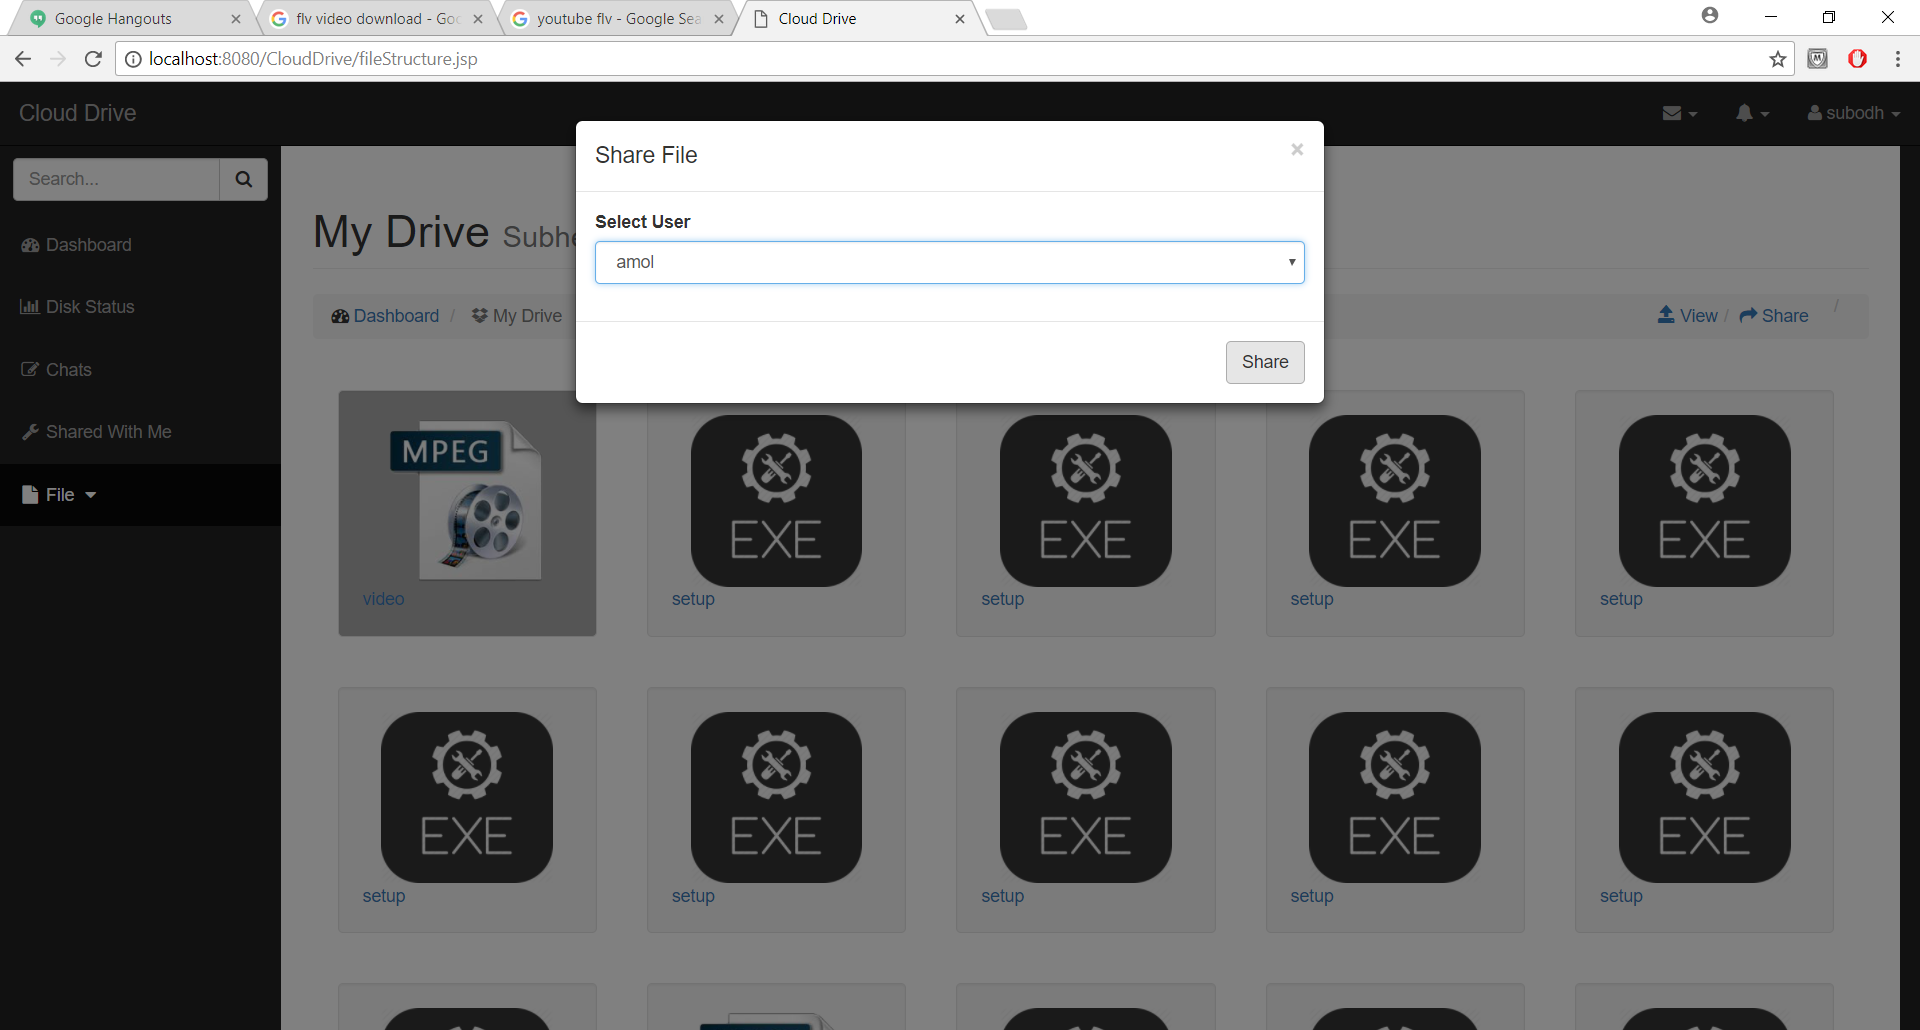 Google Hangouts
flv video download - Goo
youtube flv - Google Sea
Cloud Drive
localhost:8080/CloudDrive/fileStructure.jsp
Cloud Drive
subodh
Search...
Dashboard
Disk Status
Chats
Shared With Me
File
Share File
×
Select User
amol
Share
My Drive Subhe
Dashboard / My Drive
View / Share /
MPEG
video
EXE
setup
EXE
setup
EXE
setup
EXE
setup
EXE
setup
EXE
setup
EXE
setup
EXE
setup
EXE
setup